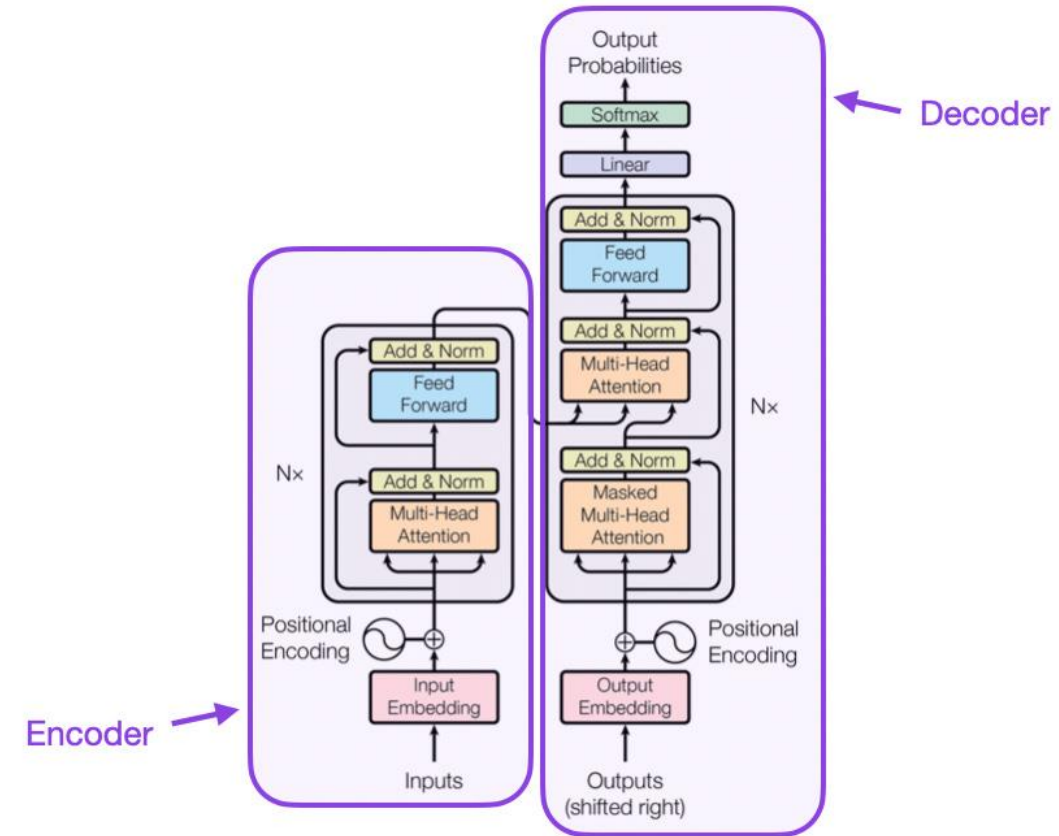 Output
Probabilities
Softmax
Linear
Add & Norm
Feed
Forward
Add & Norm
Multi-Head
Attention
Nx
Add & Norm
Masked
Multi-Head
Attention
Positional
Encoding
Output
Embedding
Outputs
(shifted right)
Decoder
Add & Norm
Feed
Forward
Nx
Add & Norm
Multi-Head
Attention
Positional
Encoding
Input
Embedding
Inputs
Encoder